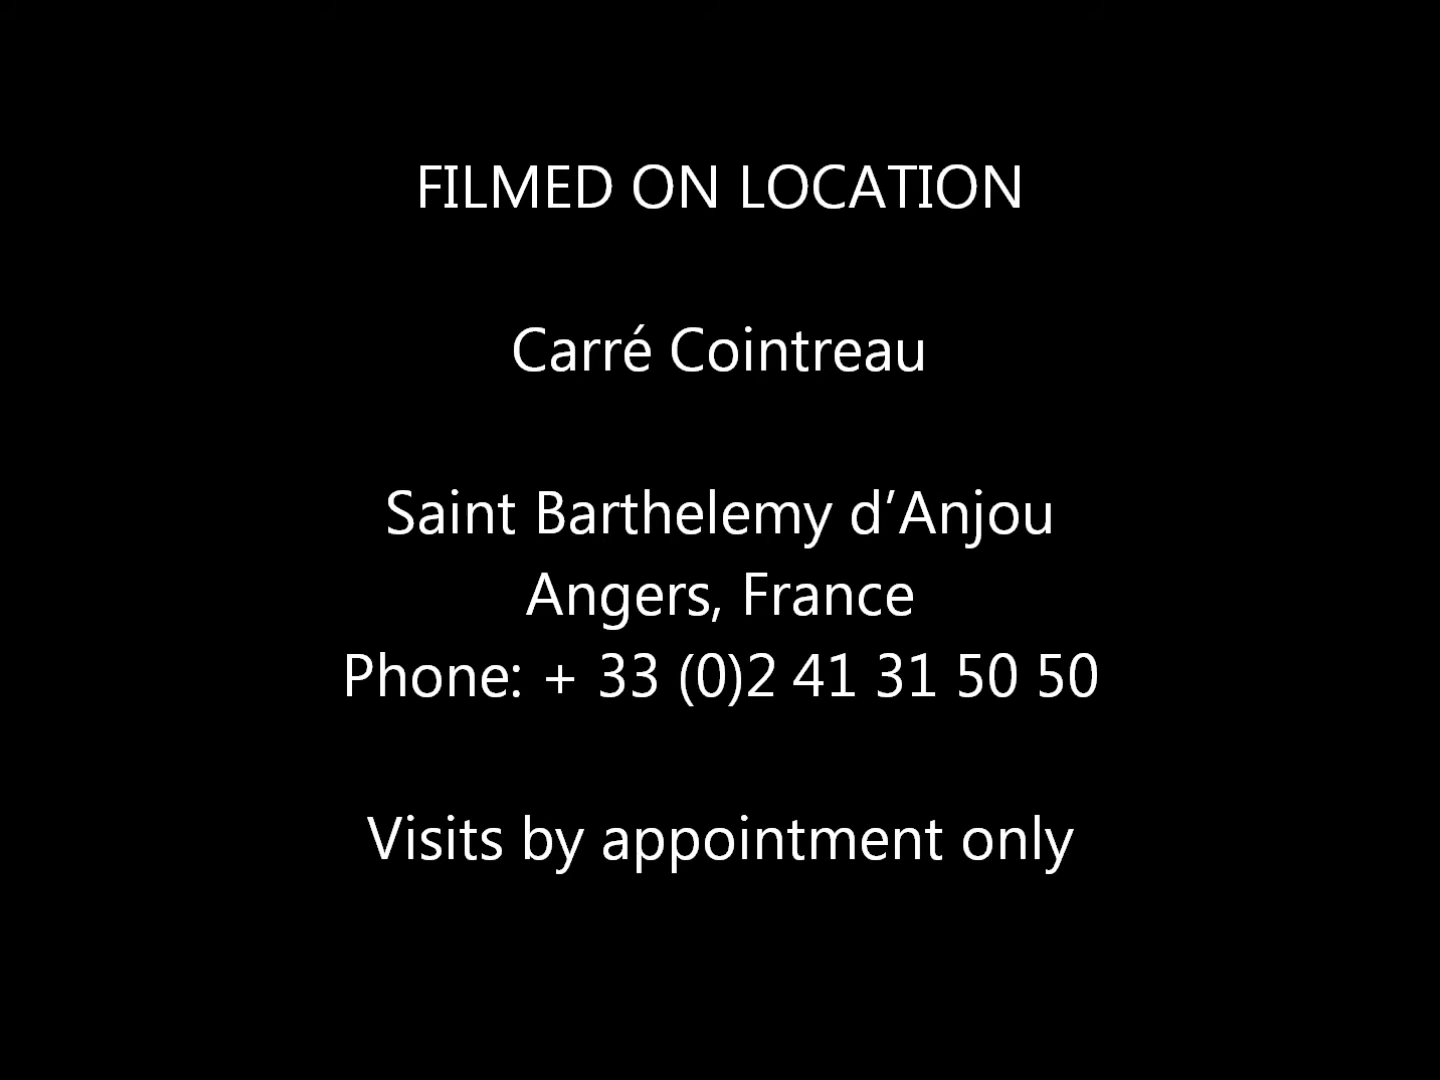 FILMED ON LOCATION
Carré Cointreau
Saint Barthelemy d’Anjou
Angers, France
Phone: + 33 (0)2 41 31 50 50
Visits by appointment only